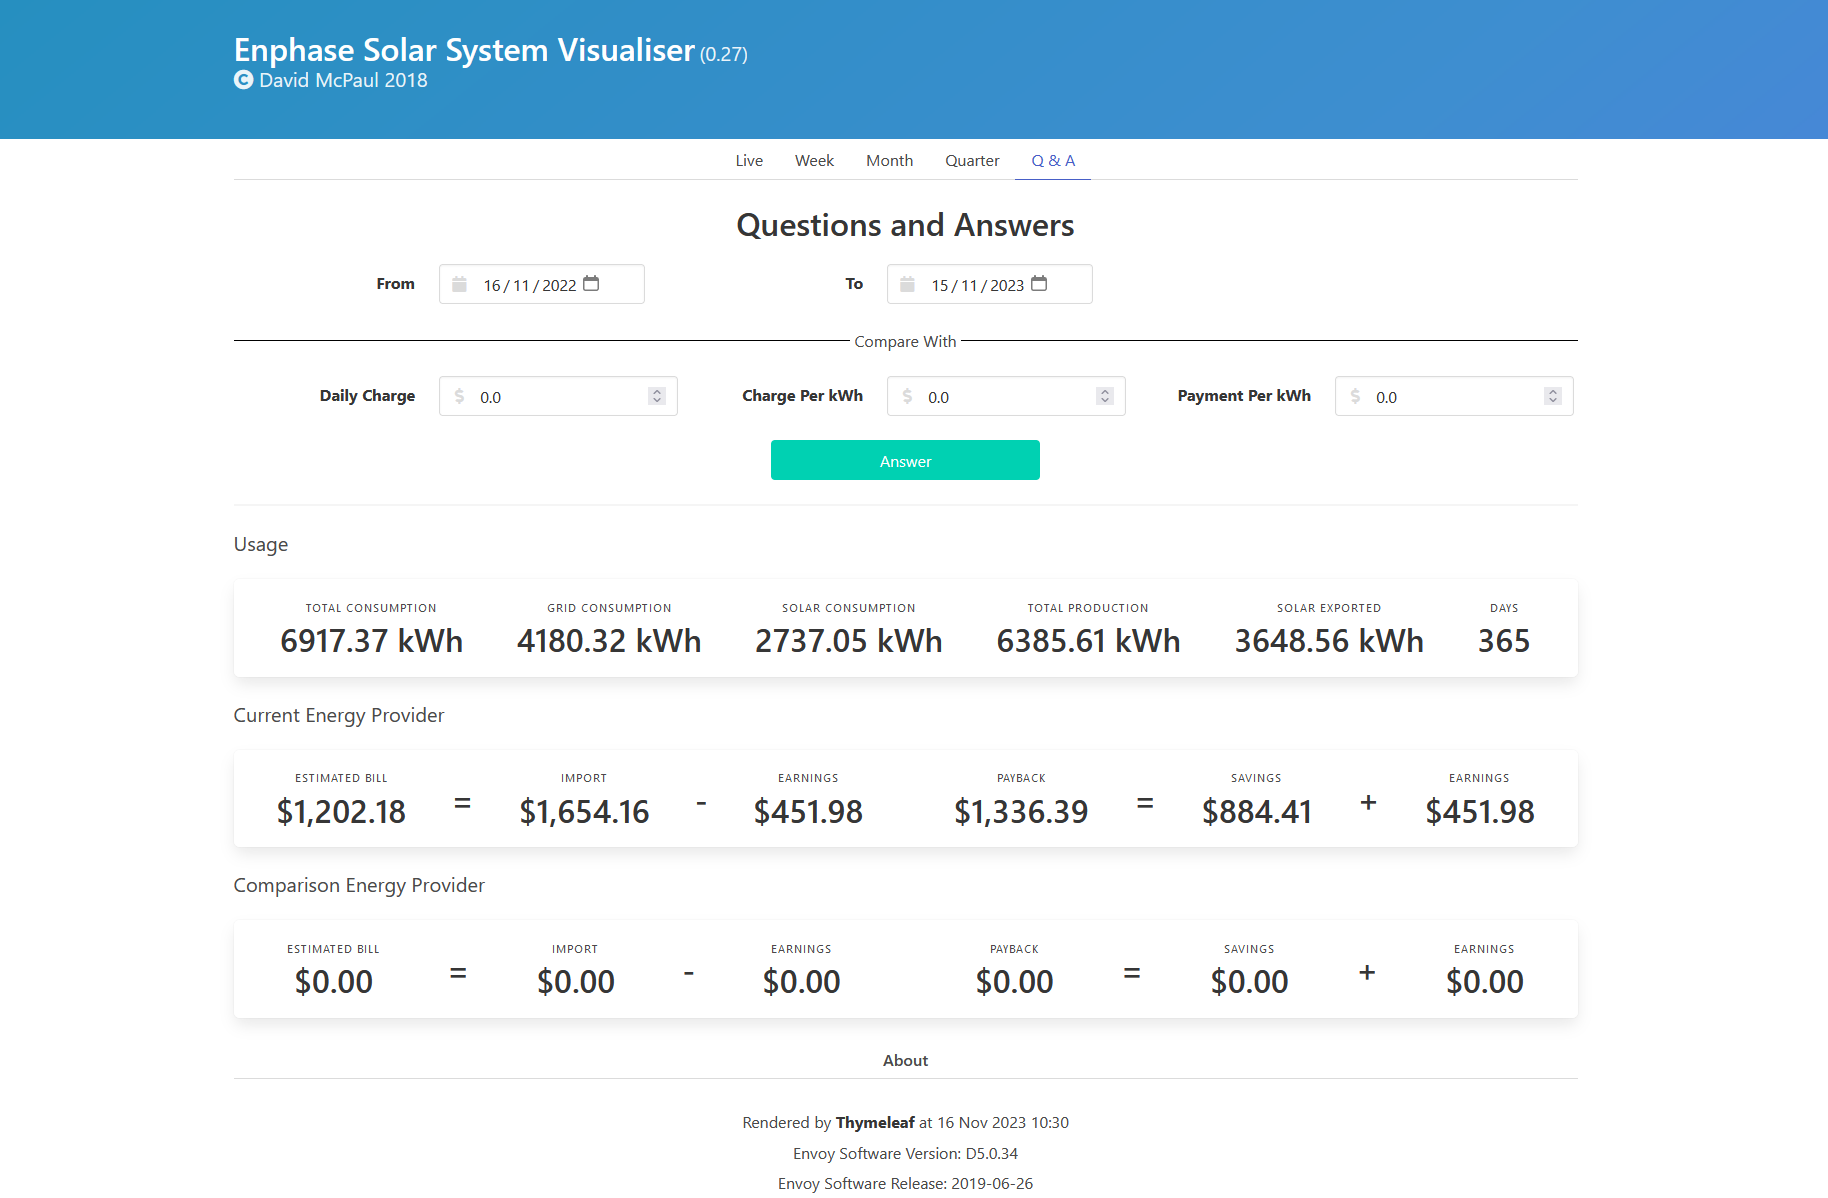 Enphase Solar System Visualiser (0.27)
© David McPaul 2018
Live Week Month Quarter Q & A
Questions and Answers
From 16/11/2022 To 15/11/2023
Compare With
Daily Charge $ 0.0 Charge Per kWh $ 0.0 Payment Per kWh $ 0.0
Answer
Usage
TOTAL CONSUMPTION GRID CONSUMPTION SOLAR CONSUMPTION TOTAL PRODUCTION SOLAR EXPORTED DAYS
6917.37 kWh 4180.32 kWh 2737.05 kWh 6385.61 kWh 3648.56 kWh 365
Current Energy Provider
ESTIMATED BILL IMPORT EARNINGS PAYBACK SAVINGS EARNINGS
$1,202.18 = $1,654.16 - $451.98 $1,336.39 = $884.41 + $451.98
Comparison Energy Provider
ESTIMATED BILL IMPORT EARNINGS PAYBACK SAVINGS EARNINGS
$0.00 = $0.00 - $0.00 $0.00 = $0.00 + $0.00
About
Rendered by Thymeleaf at 16 Nov 2023 10:30
Envoy Software Version: D5.0.34
Envoy Software Release: 2019-06-26